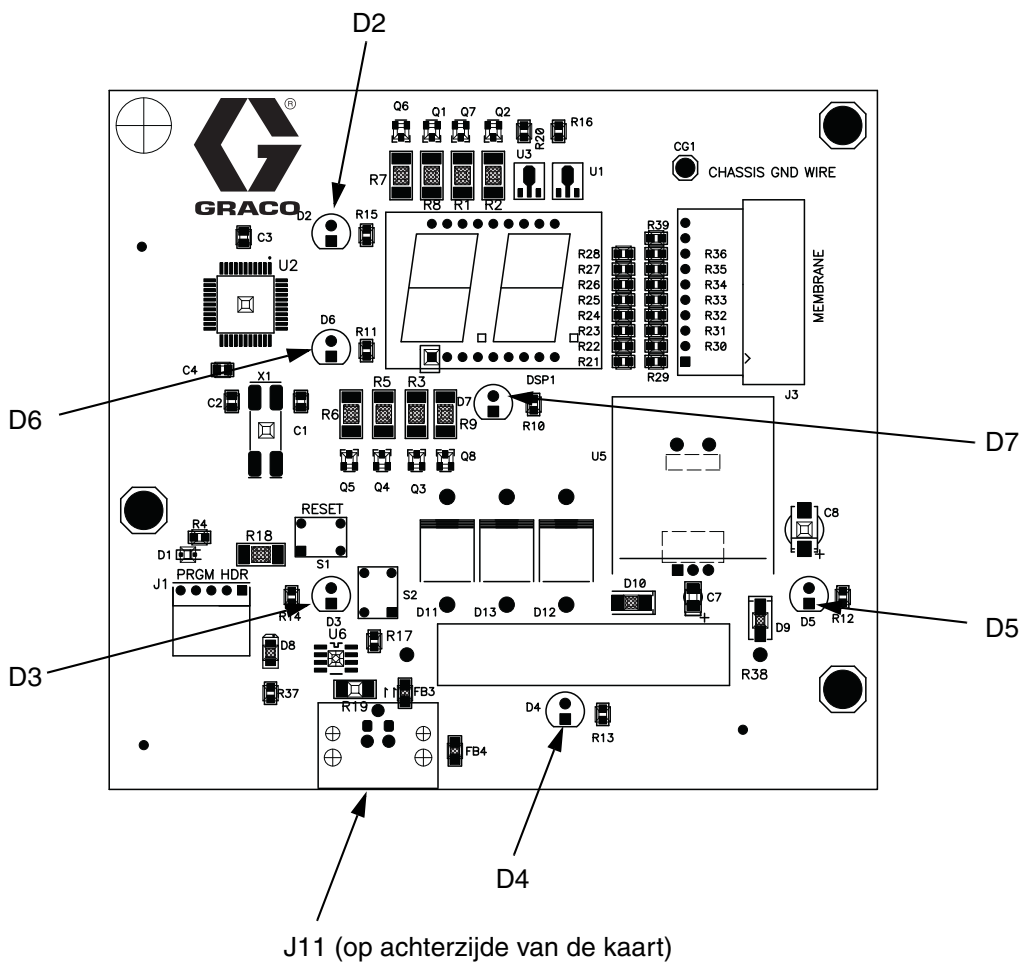 D2
Q6 Q1 Q7 Q2
R20
R16
®
U3
U1
CG1
CHASSIS GND WIRE
R7
R8 R1 R2
GRACO
D2
R15
C3
R39
U2
R28
R27
R26
R25
R24
R23
R22
R21
R36
R35
R34
R33
R32
R31
R30
R29
MEMBRANE
J3
D6
R11
C4
X1
C2
C1
R5 R3
R6
R9
D7
DSP1
R10
D6
D7
U5
Q5 Q4 Q3
Q8
C8
+
RESET
S1
R4
R18
D1
J1
PRGM HDR
R14
D3
S2
D11 D13 D12
D10
C7
+
D9
D5
R12
D5
U6
R17
D8
R38
D3
R37
R19
11
FB3
D4
R13
FB4
D4
J11 (op achterzijde van de kaart)